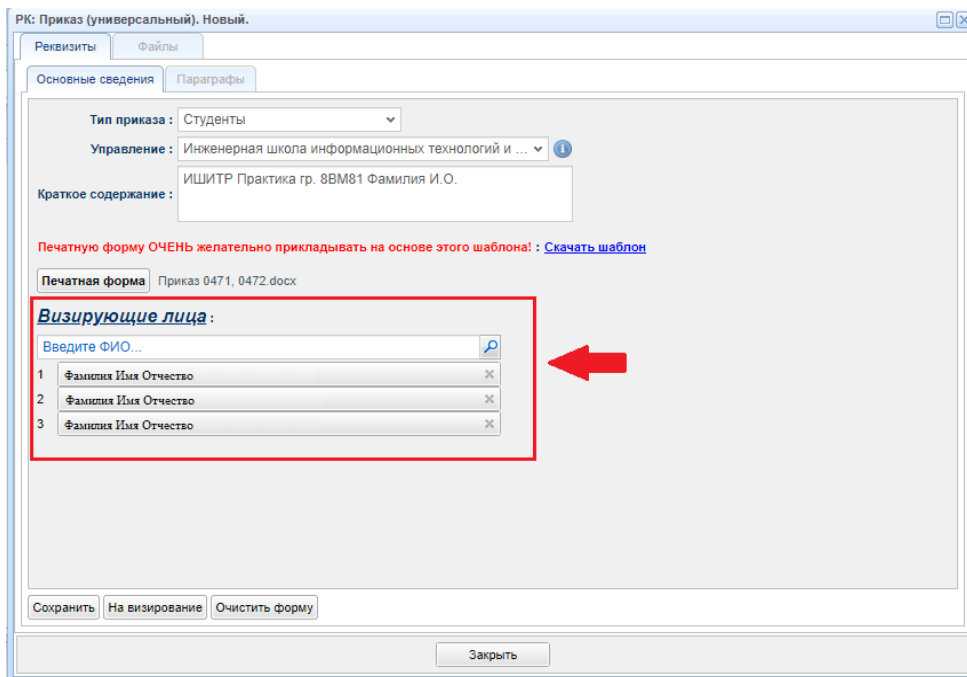 РК: Приказ (универсальный). Новый.
Реквизиты Файлы
Основные сведения Параграфы
Тип приказа : Студенты
Управление : Инженерная школа информационных технологий и ...
Краткое содержание : ИШИТР Практика гр. 8ВМ81 Фамилия И.О.
Печатную форму ОЧЕНЬ желательно прикладывать на основе этого шаблона! : Скачать шаблон
Печатная форма Приказ 0471, 0472.docx
Визирующие лица :
Введите ФИО...
1 Фамилия Имя Отчество
2 Фамилия Имя Отчество
3 Фамилия Имя Отчество
Сохранить На визирование Очистить форму
Закрыть